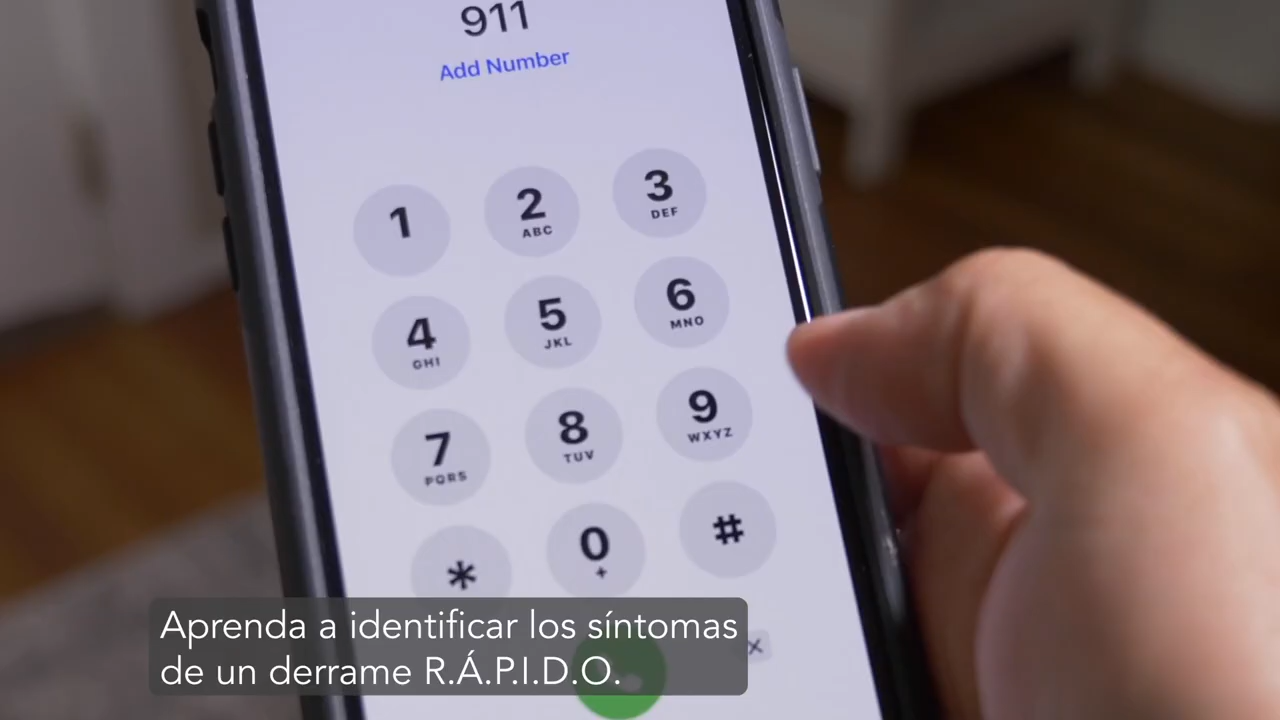 911
Add Number
1
2
ABC
3
DEF
4
GHI
5
JKL
6
MNO
7
PQRS
8
TUV
9
WXYZ
*
0
+
#
Aprenda a identificar los síntomas
de un derrame R.Á.P.I.D.O.